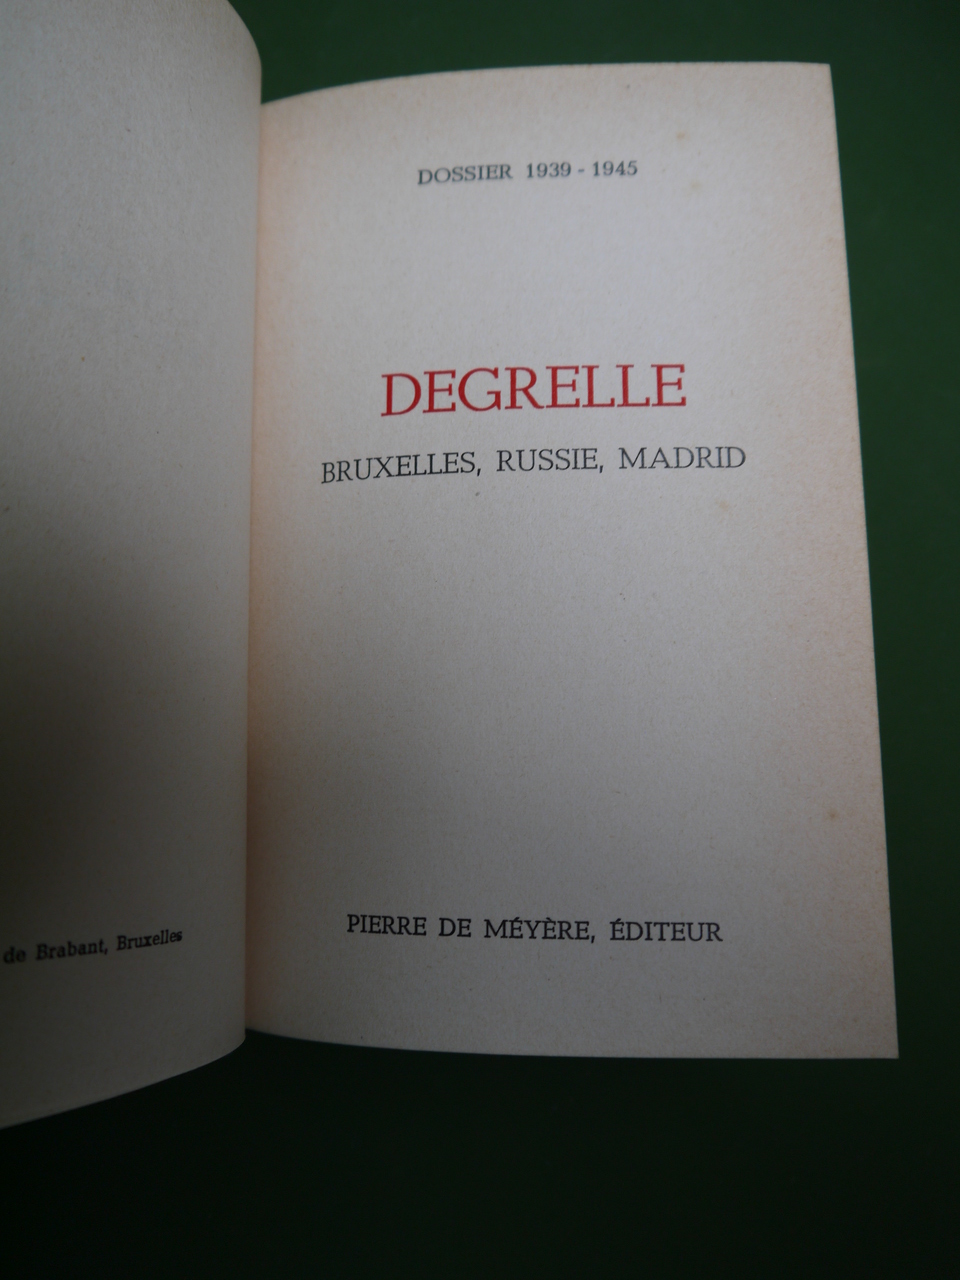 de Brabant, Bruxelles
DOSSIER 1939 - 1945
DEGRELLE
BRUXELLES, RUSSIE, MADRID
PIERRE DE MÉYÈRE, ÉDITEUR